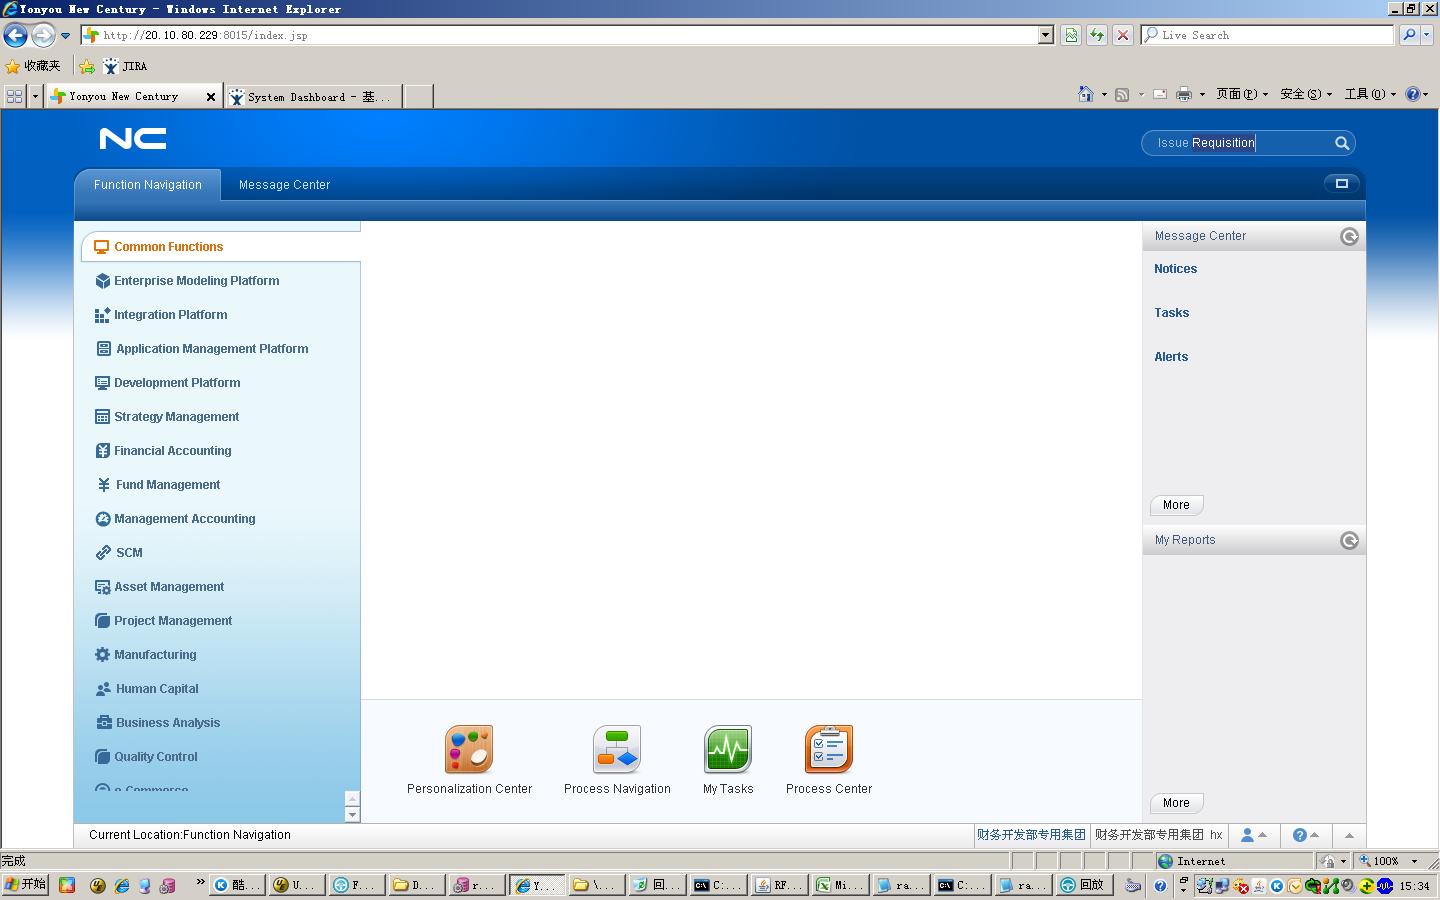 Yonyou New Century - Windows Internet Explorer
http://20.10.80.229:8015/index.jsp
Live Search
收藏夹
JIRA
Yonyou New Century
System Dashboard - 基...
页面(P)
安全(S)
工具(O)
NC
Issue Requisition
Function Navigation
Message Center
Common Functions
Enterprise Modeling Platform
Integration Platform
Application Management Platform
Development Platform
Strategy Management
Financial Accounting
Fund Management
Management Accounting
SCM
Asset Management
Project Management
Manufacturing
Human Capital
Business Analysis
Quality Control
e-Commerce
Message Center
Notices
Tasks
Alerts
More
My Reports
More
Personalization Center
Process Navigation
My Tasks
Process Center
Current Location:Function Navigation
财务开发部专用集团
财务开发部专用集团 hx
完成
Internet
100%
开始
酷...
U...
F...
D...
r...
Y...
\...
回...
C:...
RF...
Mi...
ra...
C:...
ra...
回放
15:34